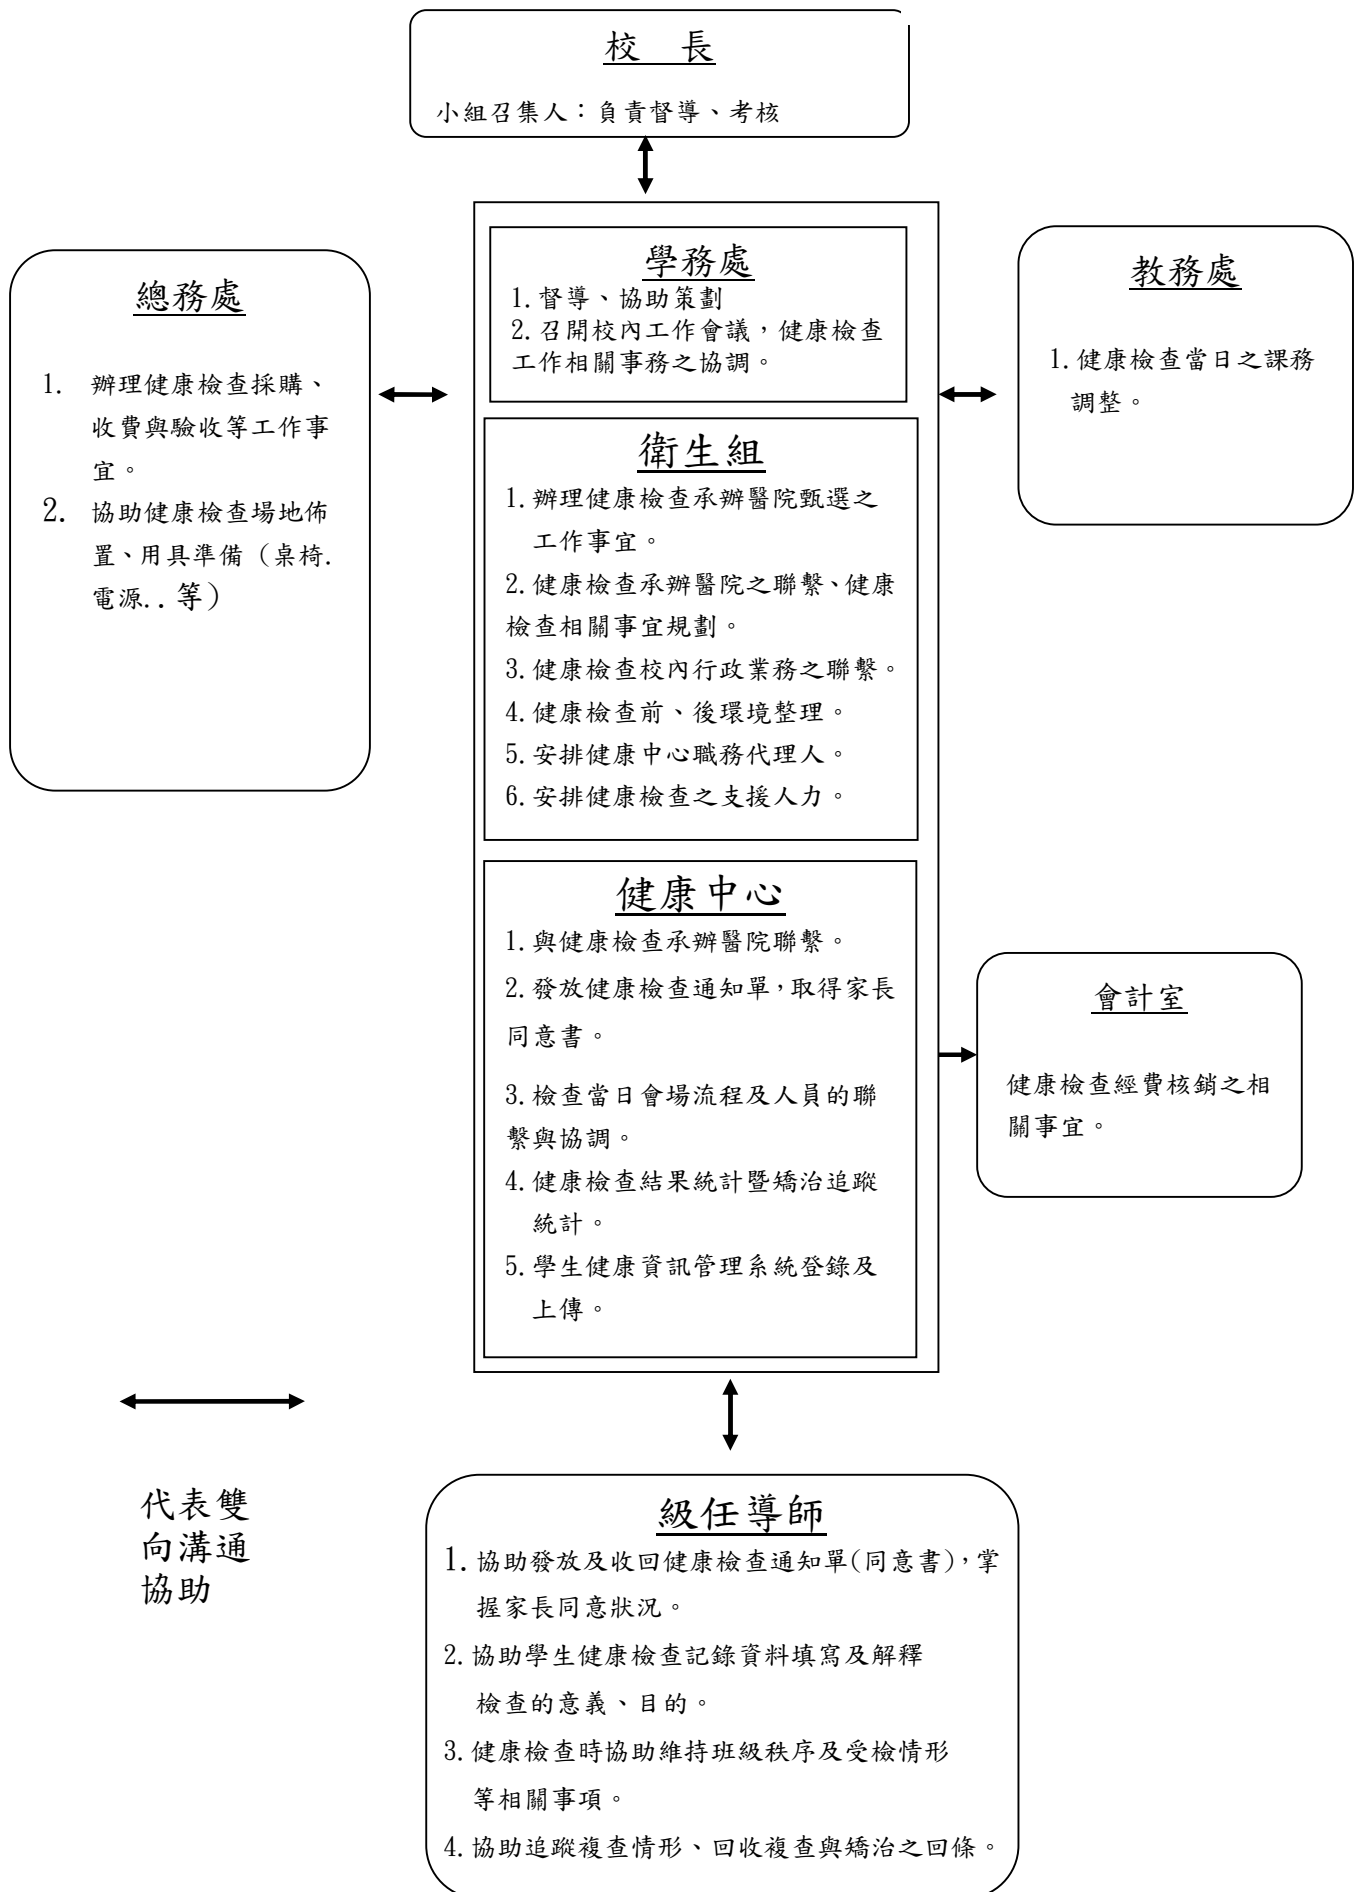 校　長
小組召集人：負責督導、考核
學務處
1.督導、協助策劃
2.召開校內工作會議，健康檢查
工作相關事務之協調。
總務處
1. 辦理健康檢查採購、
收費與驗收等工作事
宜。
2. 協助健康檢查場地佈
置、用具準備（桌椅.
電源..等）
教務處
1.健康檢查當日之課務
調整。
衛生組
1.辦理健康檢查承辦醫院甄選之
工作事宜。
2.健康檢查承辦醫院之聯繫、健康
檢查相關事宜規劃。
3.健康檢查校內行政業務之聯繫。
4.健康檢查前、後環境整理。
5.安排健康中心職務代理人。
6.安排健康檢查之支援人力。
健康中心
1.與健康檢查承辦醫院聯繫。
2.發放健康檢查通知單，取得家長
同意書。
3.檢查當日會場流程及人員的聯
繫與協調。
4.健康檢查結果統計暨矯治追蹤
統計。
5.學生健康資訊管理系統登錄及
上傳。
會計室
健康檢查經費核銷之相
關事宜。
代表雙
向溝通
協助
級任導師
1.協助發放及收回健康檢查通知單(同意書)，掌
握家長同意狀況。
2.協助學生健康檢查記錄資料填寫及解釋
檢查的意義、目的。
3.健康檢查時協助維持班級秩序及受檢情形
等相關事項。
4.協助追蹤複查情形、回收複查與矯治之回條。